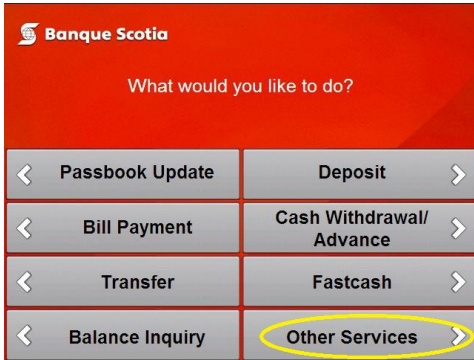 Banque Scotia
What would you like to do?
Passbook Update
Deposit
Bill Payment
Cash Withdrawal/
Advance
Transfer
Fastcash
Balance Inquiry
Other Services